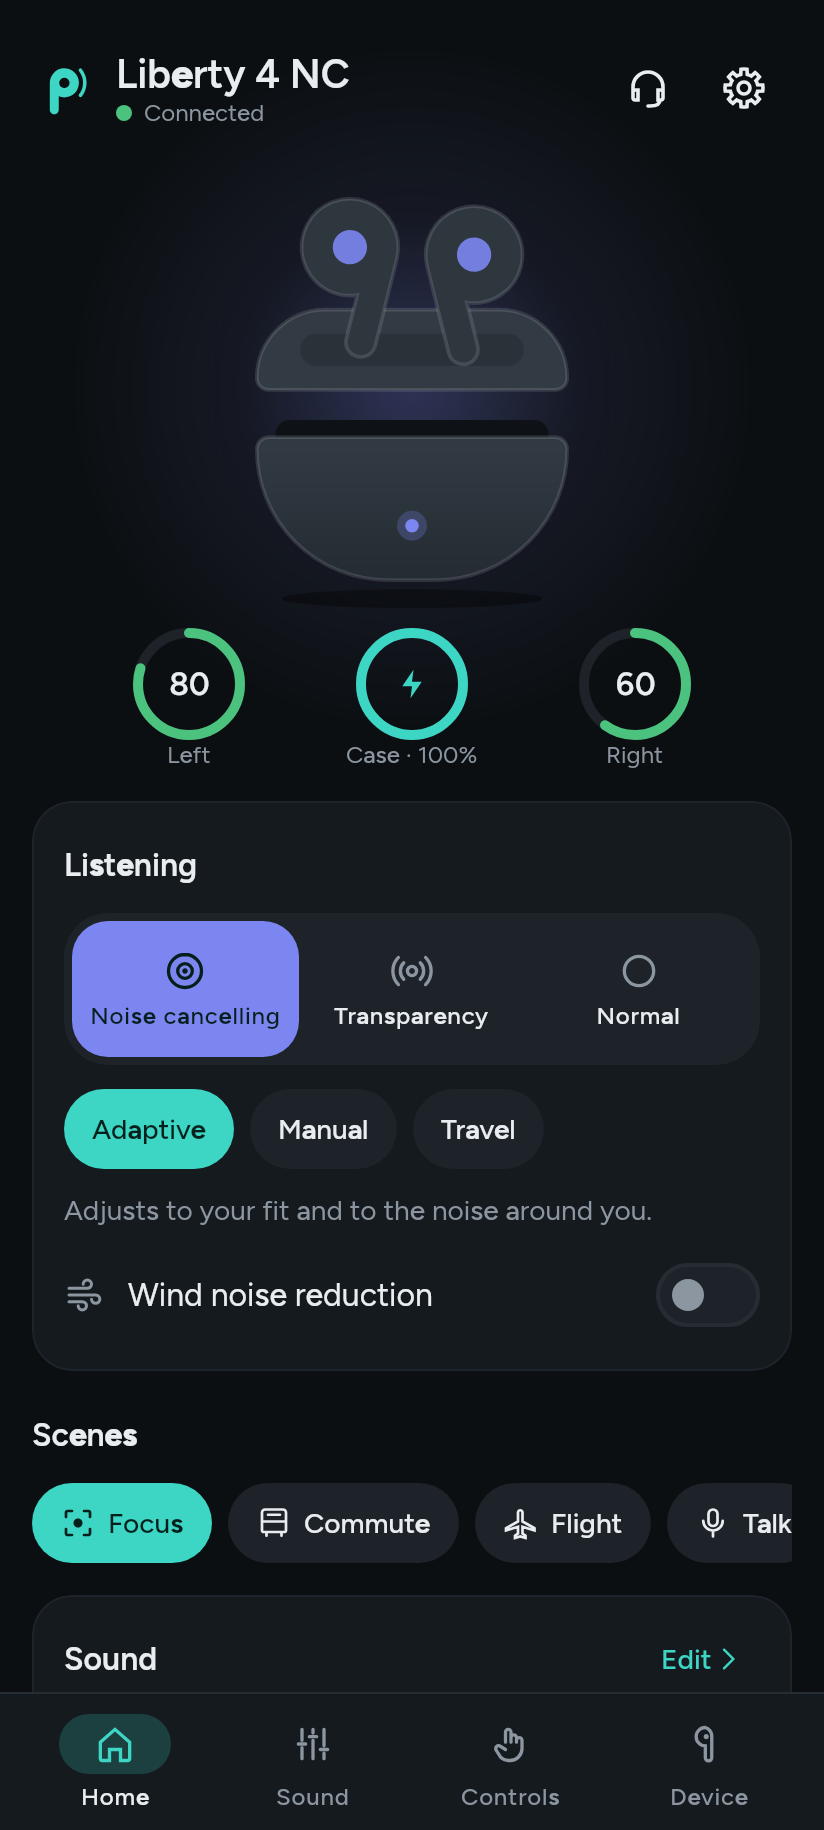 Liberty 4 NC
Connected
80
60
Left
Case · 100%
Right
Listening
Noise cancelling
Transparency
Normal
Adaptive
Manual
Travel
Adjusts to your fit and to the noise around you.
Wind noise reduction
Scenes
Focus
Commute
Flight
Talk
Sound
Edit
Home
Sound
Controls
Device